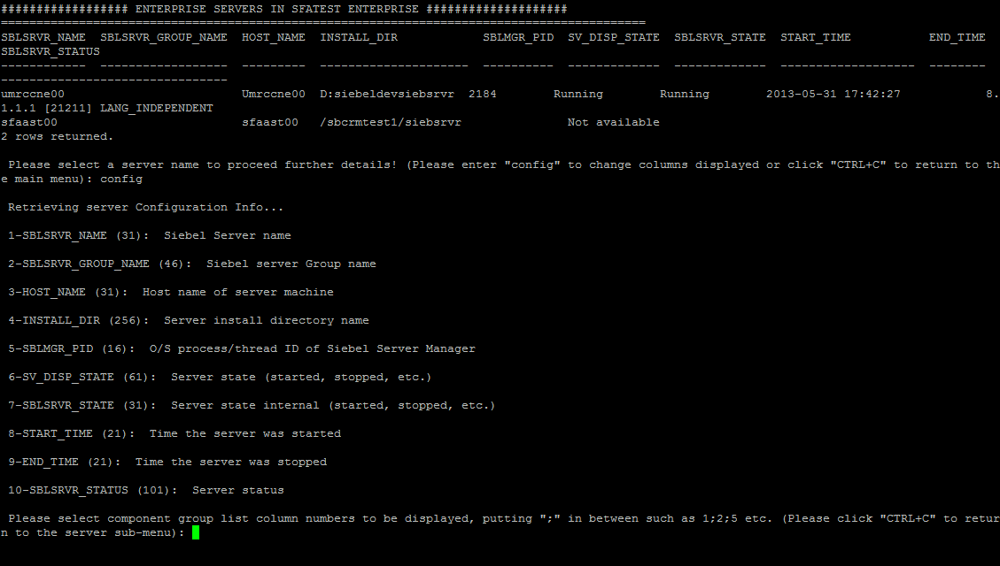 ################## ENTERPRISE SERVERS IN SFATEST ENTERPRISE ####################
===========================================================================================
SBLSRVR_NAME  SBLSRVR_GROUP_NAME  HOST_NAME  INSTALL_DIR            SBLMGR_PID  SV_DISP_STATE  SBLSRVR_STATE  START_TIME           END_TIME
SBLSRVR_STATUS
------------  ------------------  ---------  ---------------------  ----------  -------------  -------------  -------------------  --------
--------------------------------
umrccne00                         Umrccne00  D:siebeldevsiebsrvr  2184        Running        Running        2013-05-31 17:42:27            8.
1.1.1 [21211] LANG_INDEPENDENT
sfaast00                          sfaast00   /sbcrmtest1/siebsrvr               Not available
2 rows returned.
Please select a server name to proceed further details! (Please enter "config" to change columns displayed or click "CTRL+C" to return to th
e main menu): config
Retrieving server Configuration Info...
1-SBLSRVR_NAME (31):  Siebel Server name
2-SBLSRVR_GROUP_NAME (46):  Siebel server Group name
3-HOST_NAME (31):  Host name of server machine
4-INSTALL_DIR (256):  Server install directory name
5-SBLMGR_PID (16):  O/S process/thread ID of Siebel Server Manager
6-SV_DISP_STATE (61):  Server state (started, stopped, etc.)
7-SBLSRVR_STATE (31):  Server state internal (started, stopped, etc.)
8-START_TIME (21):  Time the server was started
9-END_TIME (21):  Time the server was stopped
10-SBLSRVR_STATUS (101):  Server status
Please select component group list column numbers to be displayed, putting ";" in between such as 1;2;5 etc. (Please click "CTRL+C" to retur
n to the server sub-menu):